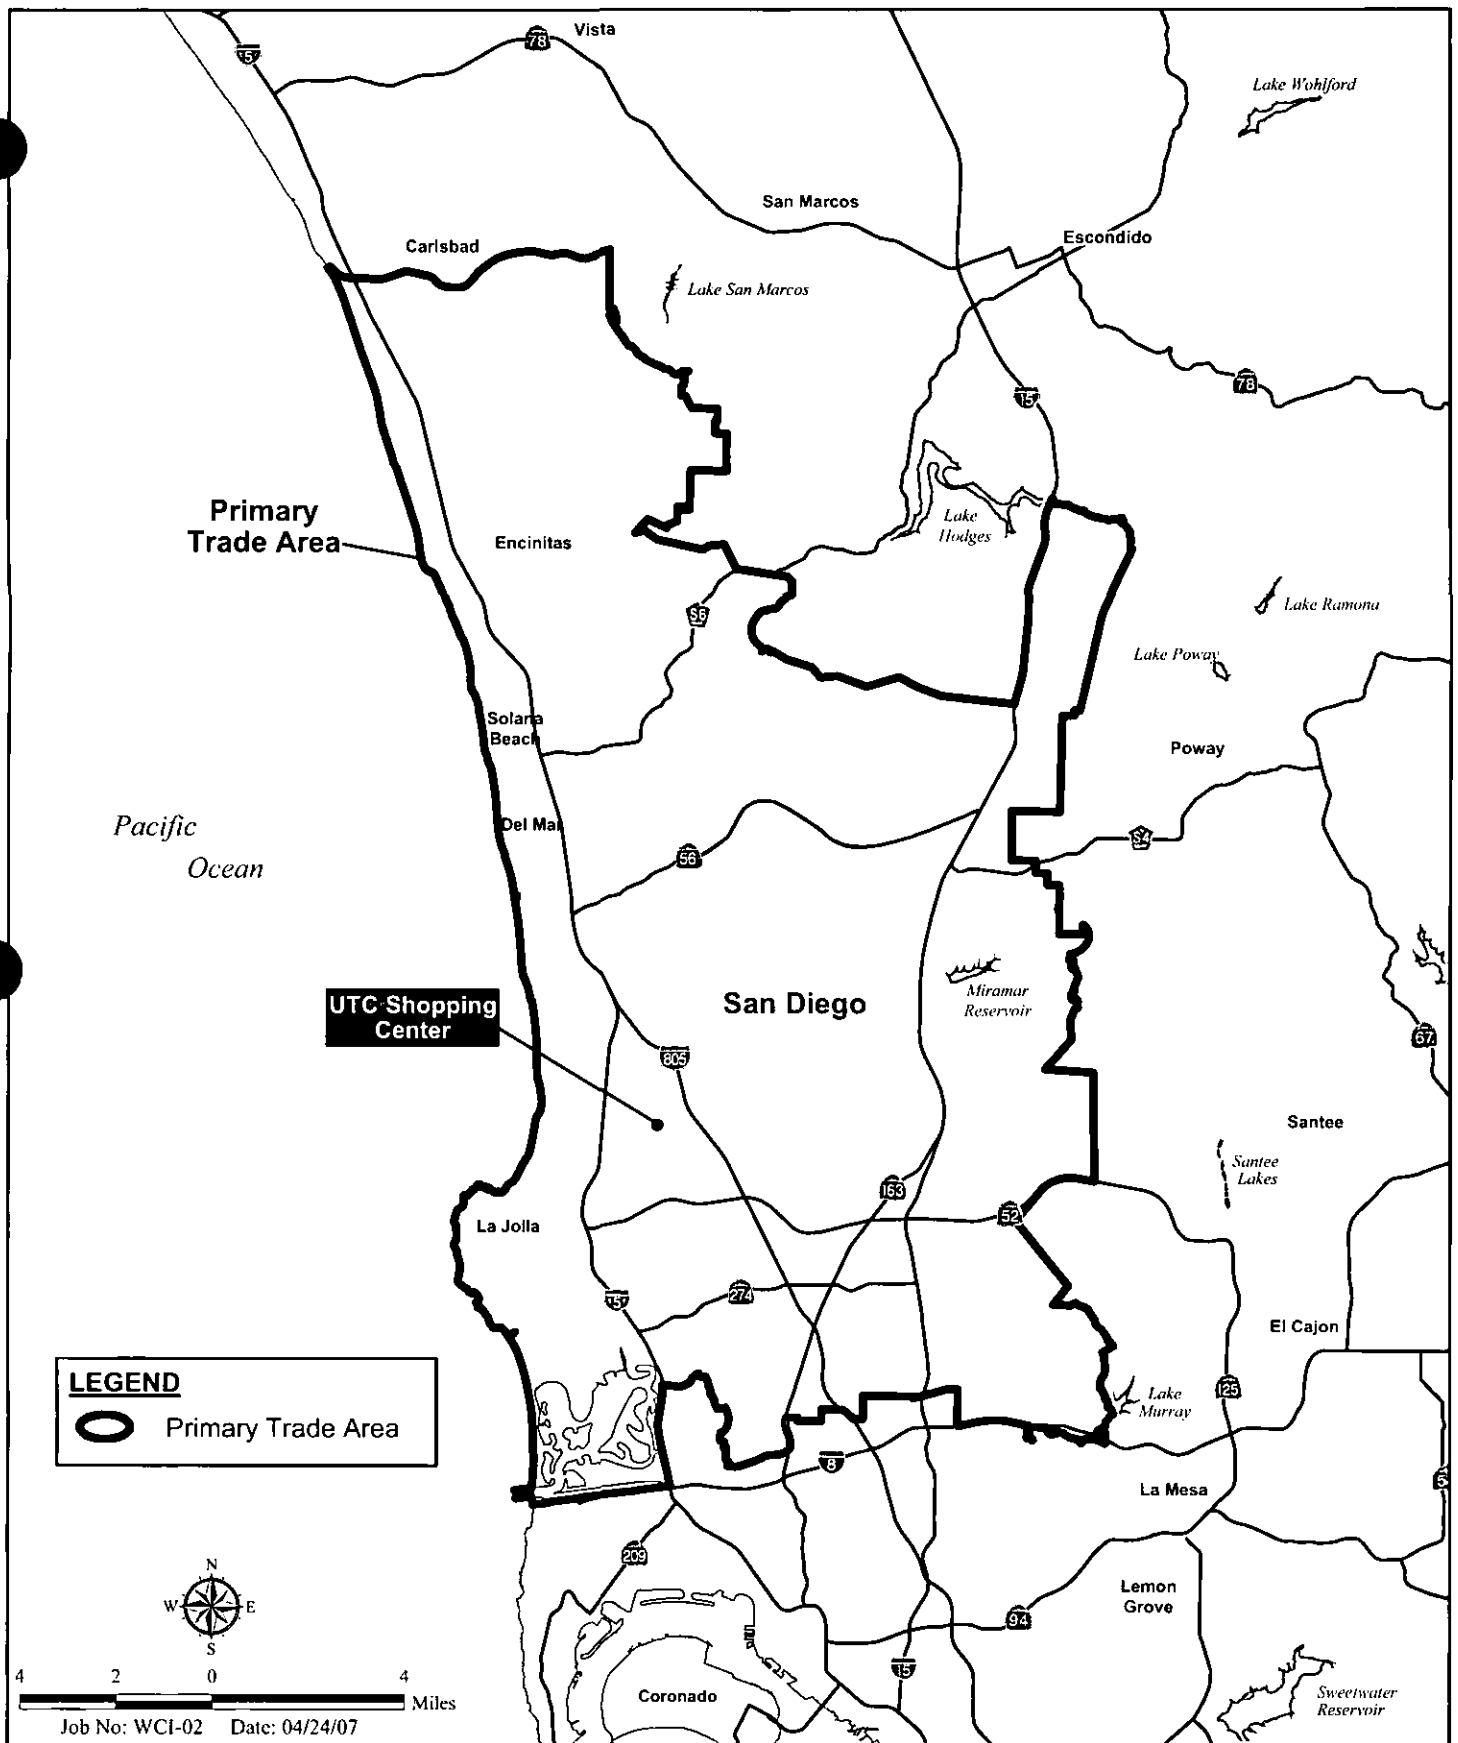 5
78
Vista
Lake Wohlford
San Marcos
Escondido
Carlsbad
Lake San Marcos
78
15
Primary
Trade Area
Encinitas
Lake
Hodges
S6
Lake Ramona
Lake Poway
Solana
Beach
Poway
Pacific
Ocean
Del Mar
56
S4
UTC Shopping
Center
San Diego
Miramar
Reservoir
805
67
Santee
Santee
Lakes
163
52
La Jolla
274
5
El Cajon
LEGEND
Primary Trade Area
125
Lake
Murray
8
La Mesa
209
Lemon
Grove
94
N
W
E
S
15
Coronado
Sweetwater
Reservoir
4 2 0 4
Miles
Job No: WCI-02 Date: 04/24/07